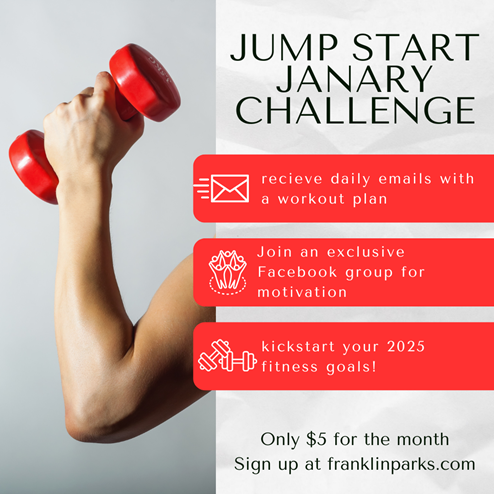 JUMP START
JANARY
CHALLENGE
recieve daily emails with
a workout plan
Join an exclusive
Facebook group for
motivation
kickstart your 2025
fitness goals!
Only $5 for the month
Sign up at franklinparks.com